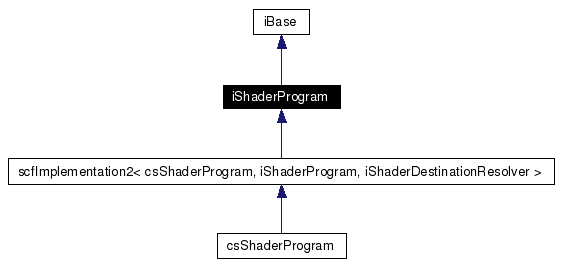 iBase
iShaderProgram
scfImplementation2< csShaderProgram, iShaderProgram, iShaderDestinationResolver >
csShaderProgram